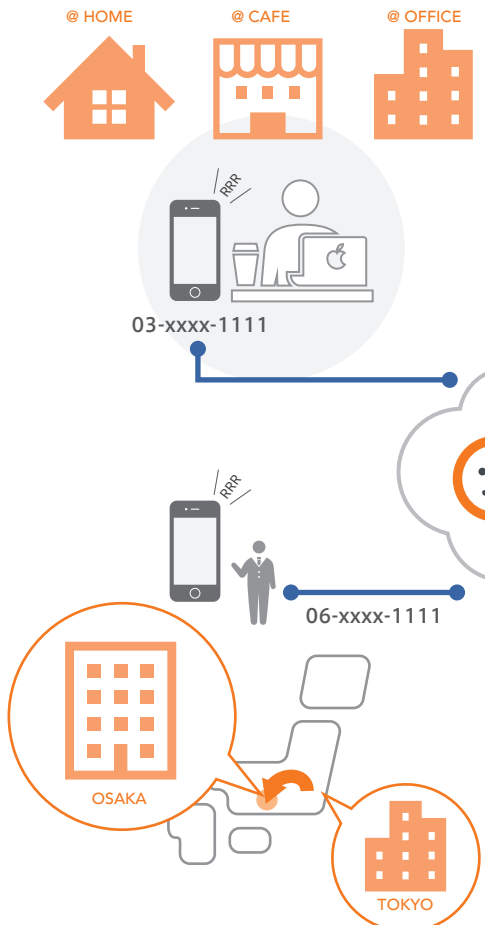 @ HOME
@ CAFE
@ OFFICE
RRR
03-xxxx-1111
RRR
06-xxxx-1111
OSAKA
TOKYO